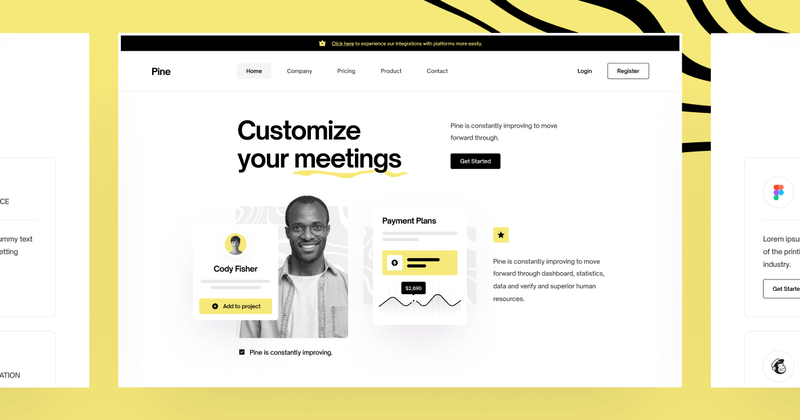 Click here to experience our integrations with platforms more easily.
Pine
Home
Company
Pricing
Product
Contact
Login
Register
Customize
your meetings
Pine is constantly improving to move
forward through.
Get Started
Cody Fisher
Add to project
Pine is constantly improving.
Payment Plans
$2,890
Pine is constantly improving to move
forward through dashboard, statistics,
data and verify and superior human
resources.
CE
ummy text
etting
ATION
Lorem ipsu
of the printi
industry.
Get Starte